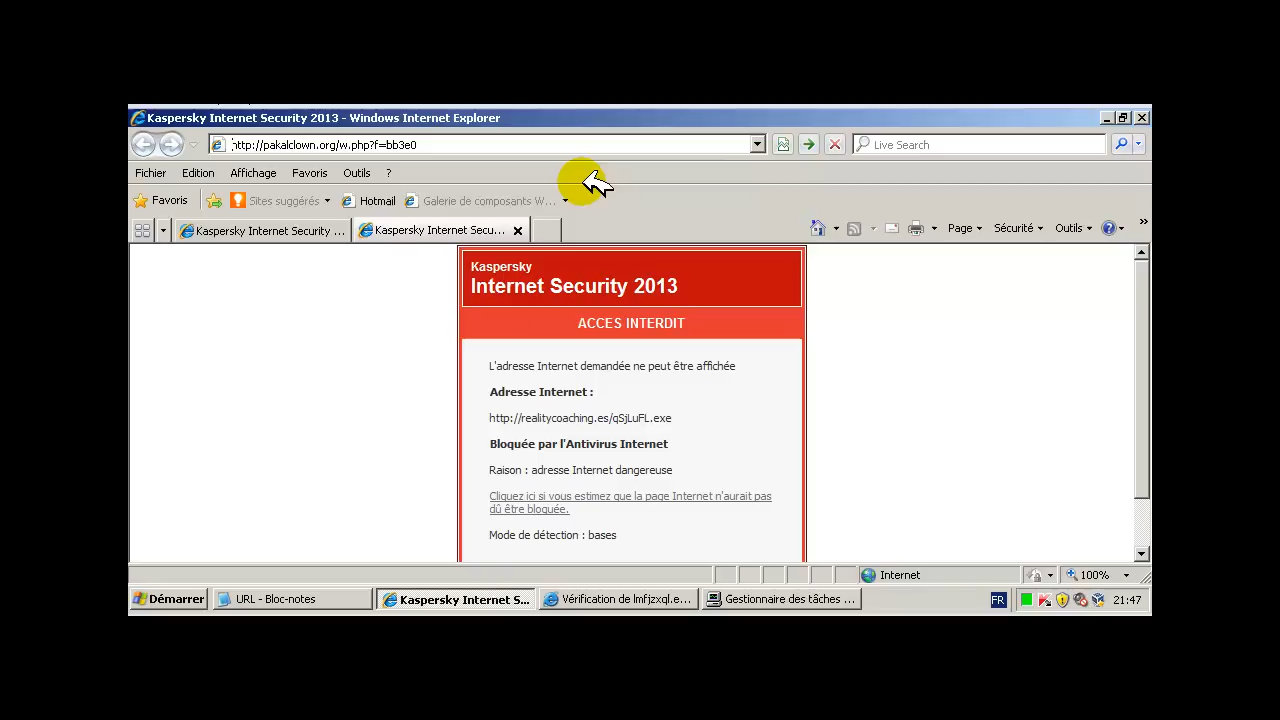 Kaspersky Internet Security 2013 - Windows Internet Explorer
http://pakalclown.org/w.php?f=bb3e0
Live Search
Fichier Edition Affichage Favoris Outils ?
Favoris Sites suggérés Hotmail Galerie de composants W...
Kaspersky Internet Security ... Kaspersky Internet Secu... Page Sécurité Outils »
Kaspersky
Internet Security 2013
ACCES INTERDIT
L'adresse Internet demandée ne peut être affichée
Adresse Internet :
http://realitycoaching.es/qSjLuFL.exe
Bloquée par l'Antivirus Internet
Raison : adresse Internet dangereuse
Cliquez ici si vous estimez que la page Internet n'aurait pas
dû être bloquée.
Mode de détection : bases
Internet 100%
Démarrer URL - Bloc-notes Kaspersky Internet S... Vérification de lmfjzxql.e... Gestionnaire des tâches ... FR 21:47